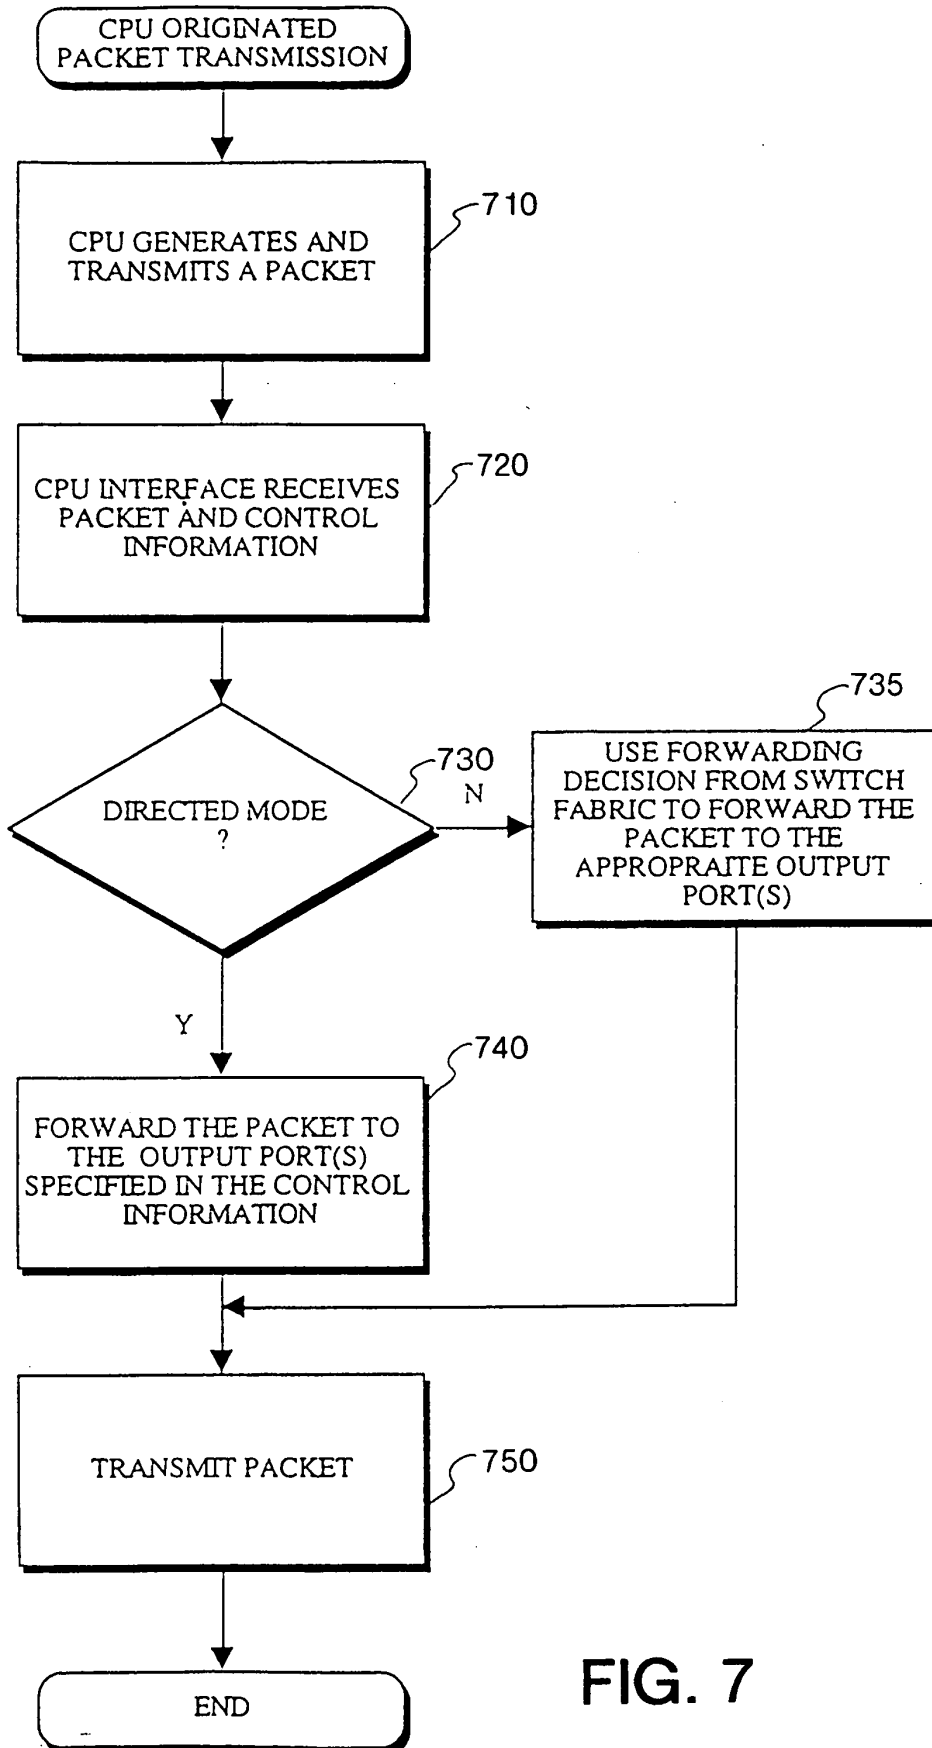 CPU ORIGINATED
PACKET TRANSMISSION
710
CPU GENERATES AND
TRANSMITS A PACKET
720
CPU INTERFACE RECEIVES
PACKET AND CONTROL
INFORMATION
730
DIRECTED MODE
?
N
735
USE FORWARDING
DECISION FROM SWITCH
FABRIC TO FORWARD THE
PACKET TO THE
APPROPRAITE OUTPUT
PORT(S)
Y
740
FORWARD THE PACKET TO
THE OUTPUT PORT(S)
SPECIFIED IN THE CONTROL
INFORMATION
750
TRANSMIT PACKET
END
FIG. 7